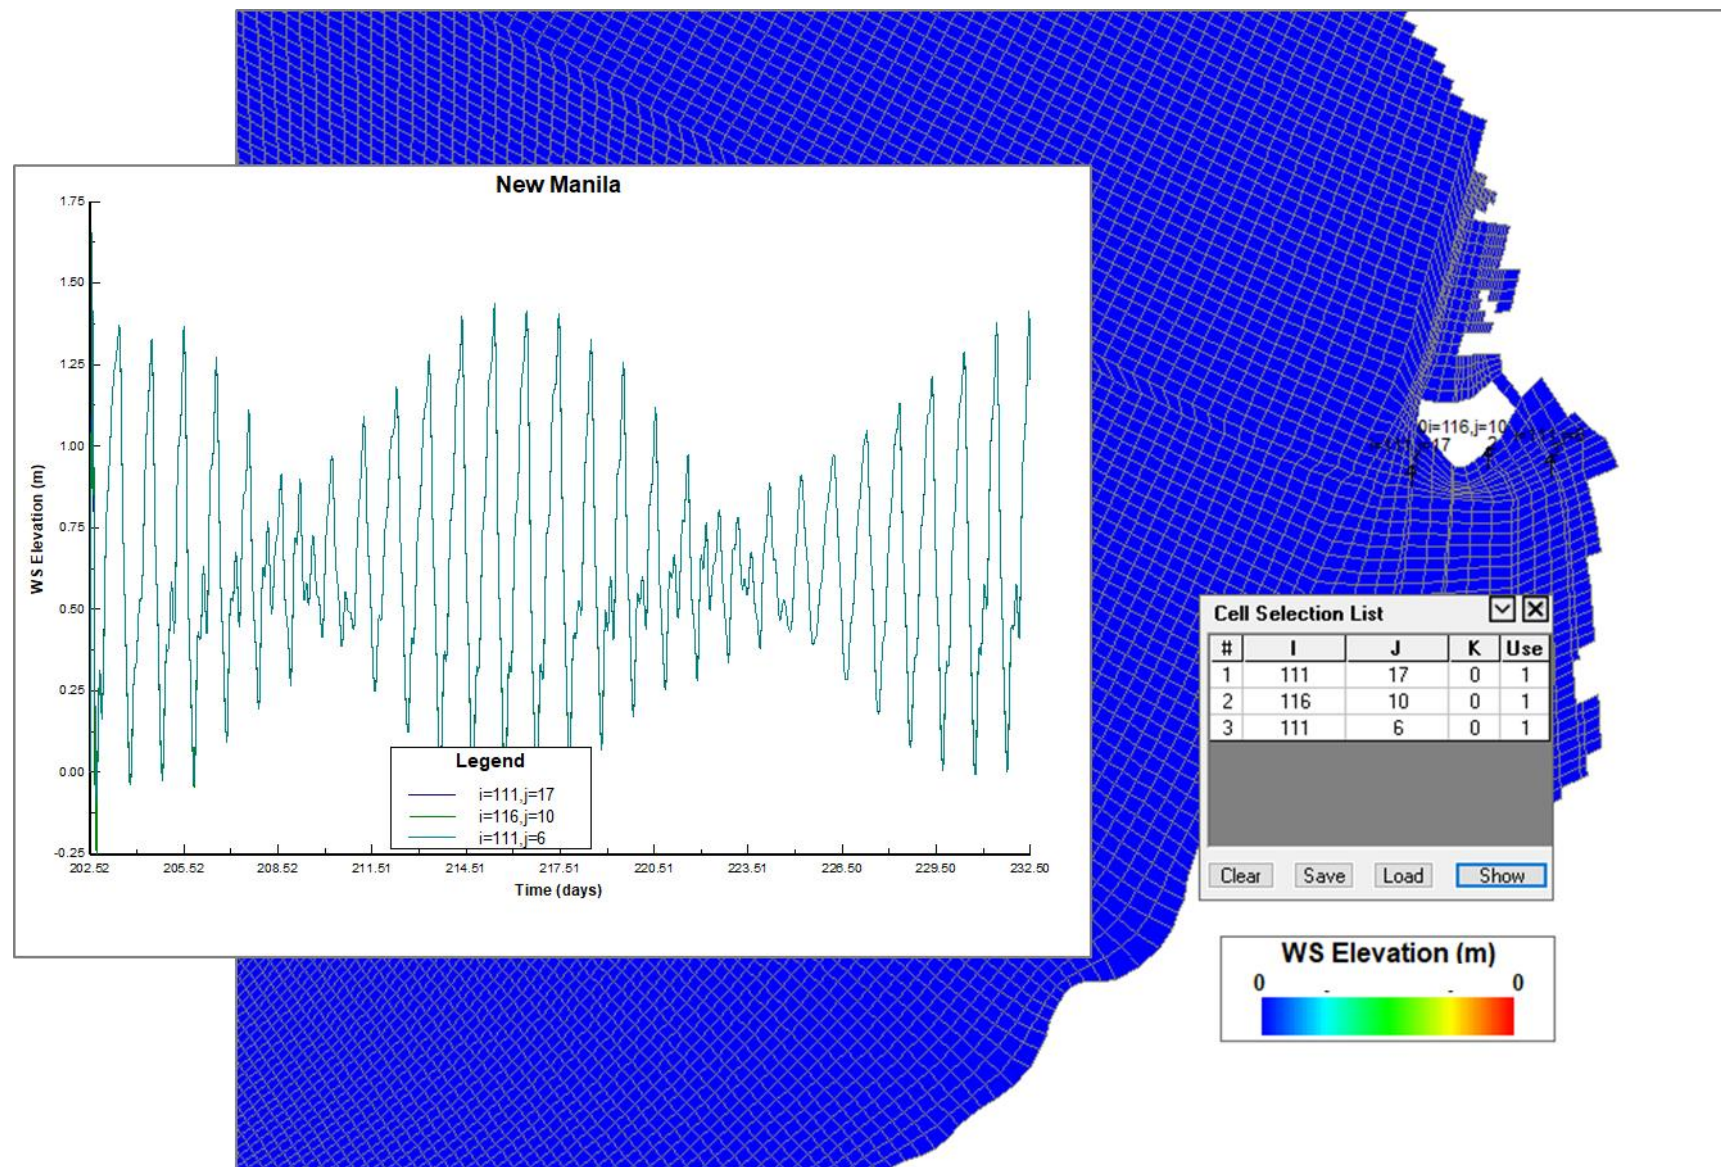 New Manila
1.75
1.50
1.25
1.00
0.75
0.50
0.25
0.00
-0.25
WS Elevation (m)
202.52 205.52 208.52 211.51 214.51 217.51 220.51 223.51 226.50 229.50 232.50
Time (days)
Legend
i=111,j=17
i=116,j=10
i=111,j=6
0i=116,j=10
17
Cell Selection List
# I J K Use
1 111 17 0 1
2 116 10 0 1
3 111 6 0 1
Clear Save Load Show
WS Elevation (m)
0 - - 0